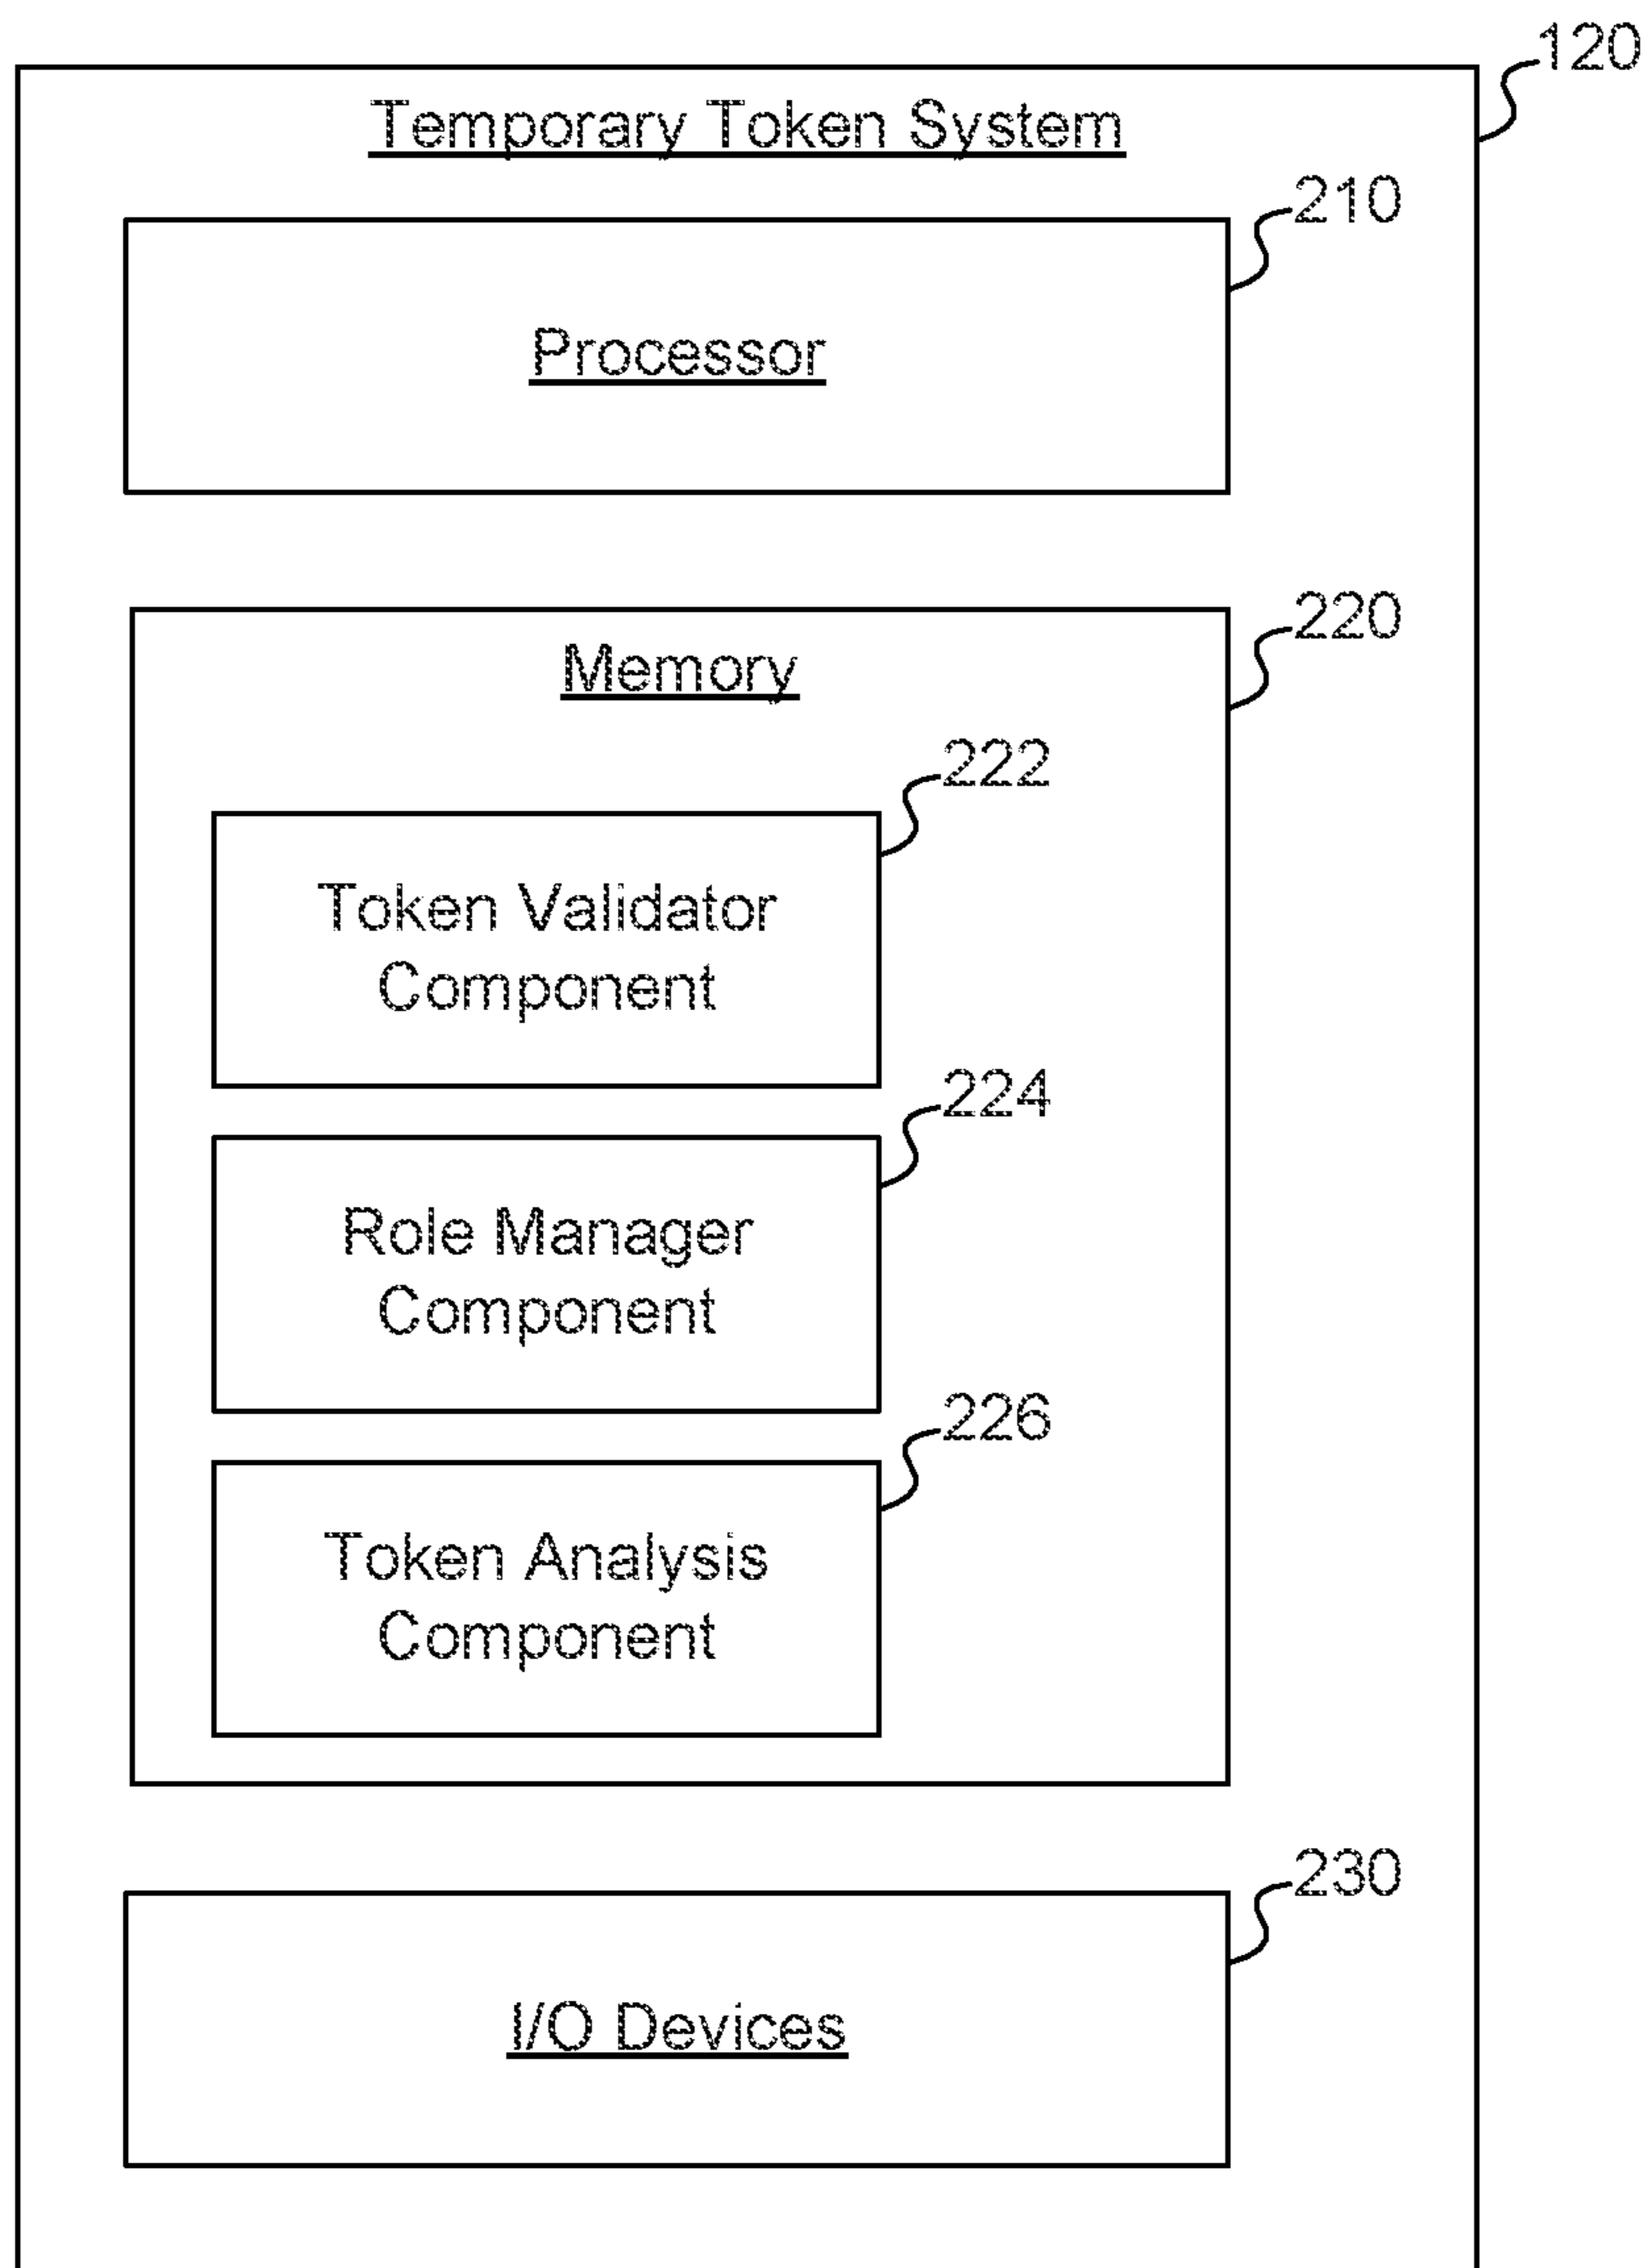 120
Temporary Token System
210
Processor
220
Memory
222
Token Validator
Component
224
Role Manager
Component
226
Token Analysis
Component
230
I/O Devices